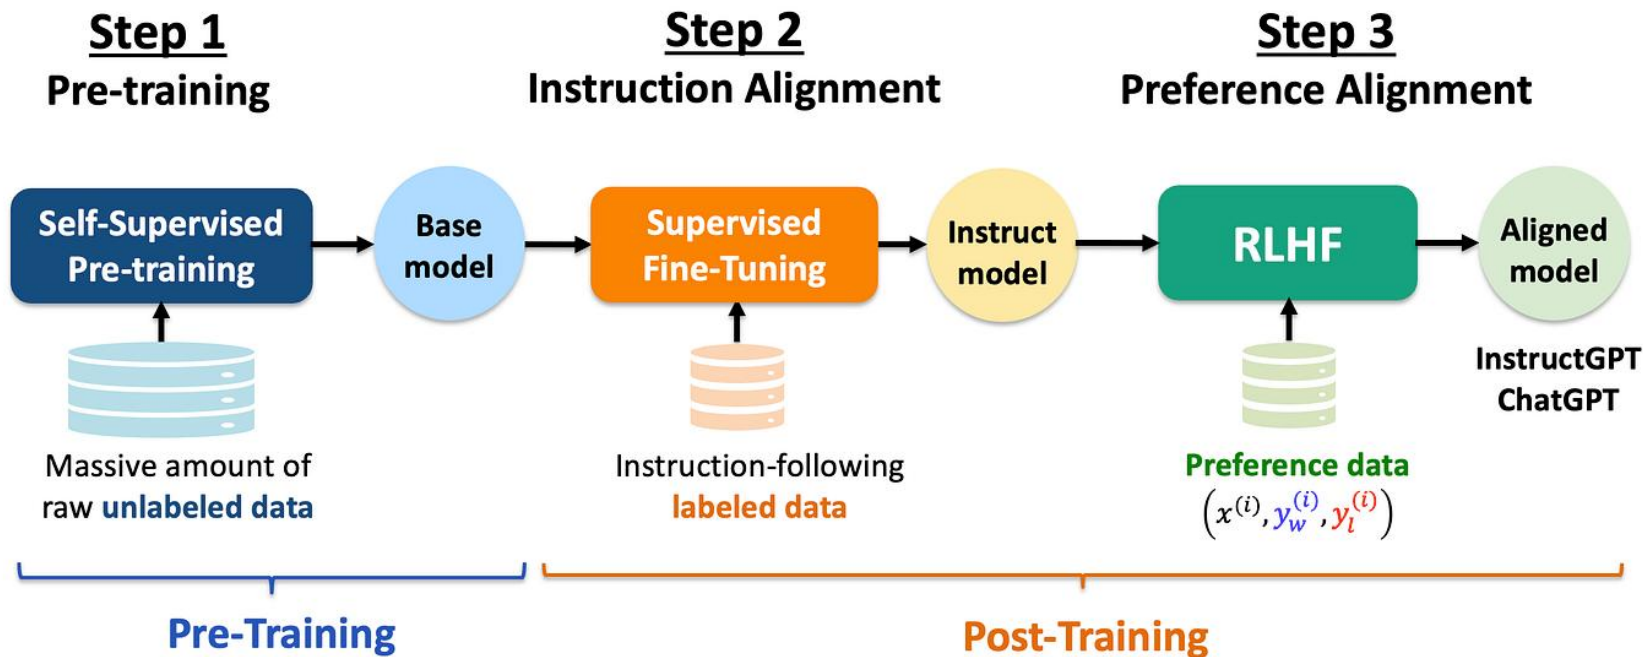 Step 1
Pre-training
Step 2
Instruction Alignment
Step 3
Preference Alignment
Self-Supervised
Pre-training
Base
model
Supervised
Fine-Tuning
Instruct
model
RLHF
Aligned
model
InstructGPT
ChatGPT
Massive amount of
raw unlabeled data
Instruction-following
labeled data
Preference data
(x^(i), y_w^(i), y_l^(i))
Pre-Training
Post-Training